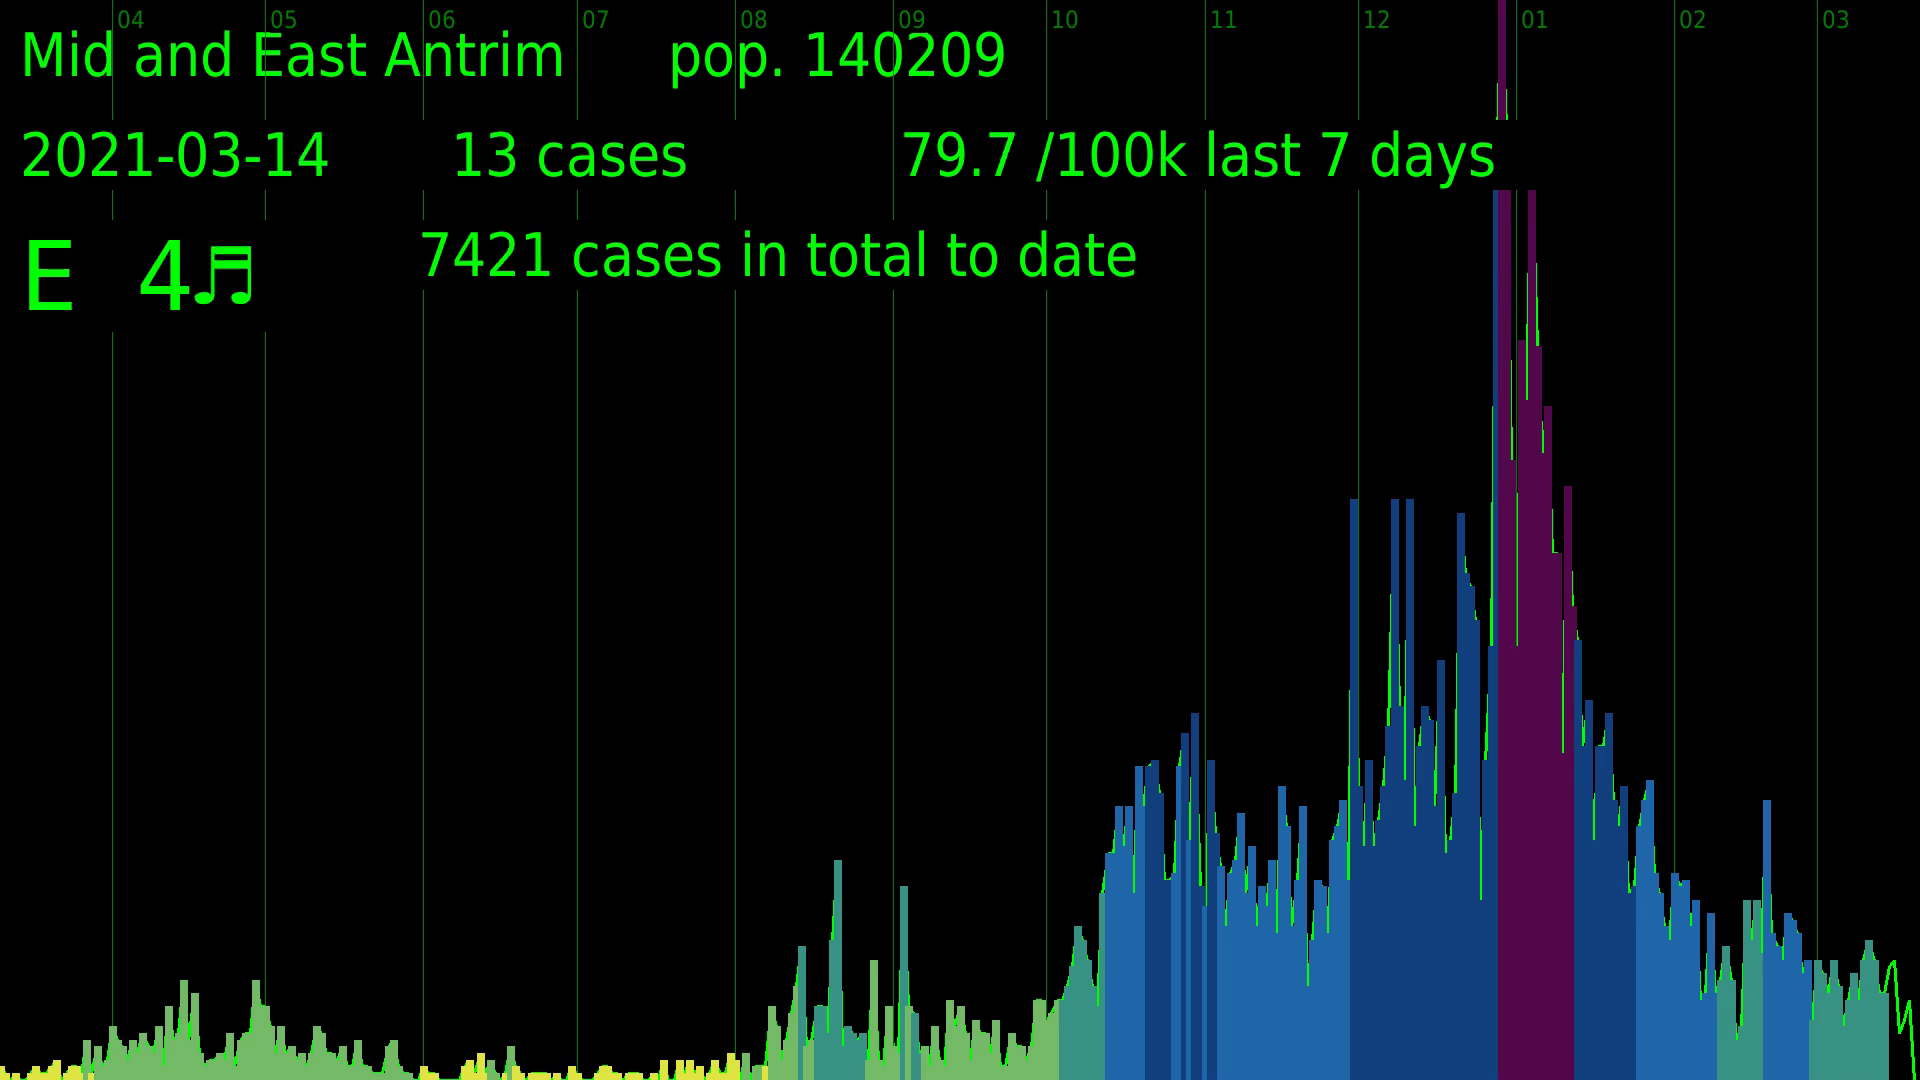 04 05 06 07 08 09 10 11 12 01 02 03
Mid and East Antrim pop. 140209
2021-03-14 13 cases 79.7 /100k last 7 days
E 4♬ 7421 cases in total to date